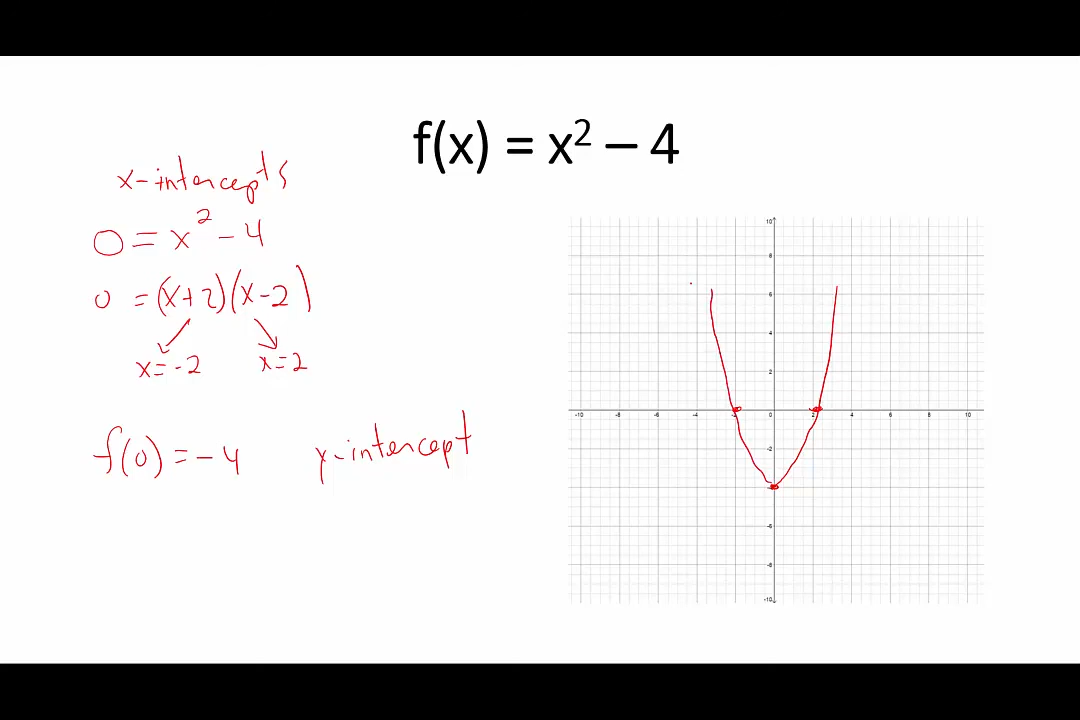 f(x) = x² – 4
x-intercepts
0 = x² - 4
0 = (x+2)(x-2)
x=-2 x=2
f(0) = -4 y-intercept
10
8
6
4
2
-10 -8 -6 -4 -2 0 2 4 6 8 10
-2
-4
-6
-8
-10